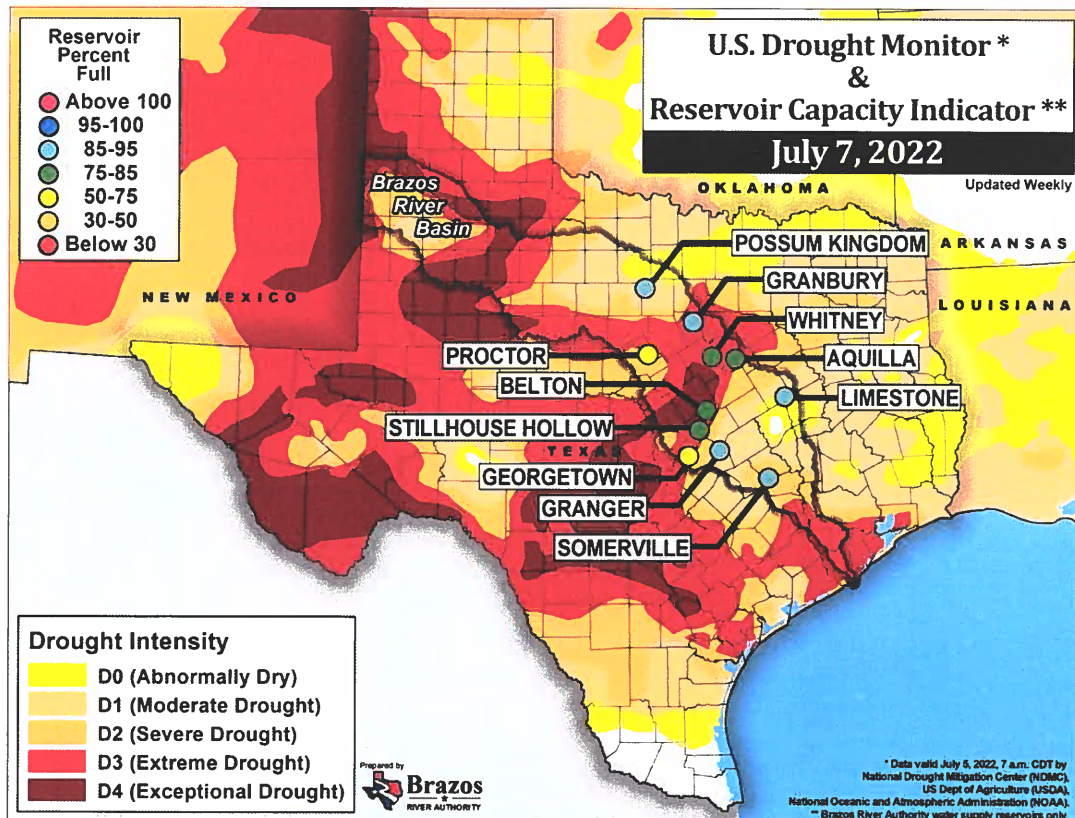 Reservoir
Percent
Full
Above 100
95-100
85-95
75-85
50-75
30-50
Below 30
U.S. Drought Monitor *
&
Reservoir Capacity Indicator **
July 7, 2022
Updated Weekly
OKLAHOMA
ARKANSAS
LOUISIANA
NEW MEXICO
TEXAS
Brazos
River
Basin
POSSUM KINGDOM
GRANBURY
WHITNEY
PROCTOR
AQUILLA
BELTON
LIMESTONE
STILLHOUSE HOLLOW
GEORGETOWN
GRANGER
SOMERVILLE
Drought Intensity
D0 (Abnormally Dry)
D1 (Moderate Drought)
D2 (Severe Drought)
D3 (Extreme Drought)
D4 (Exceptional Drought)
Prepared by
Brazos
RIVER AUTHORITY
* Data valid July 5, 2022, 7 a.m. CDT by
National Drought Mitigation Center (NDMC),
US Dept of Agriculture (USDA),
National Oceanic and Atmospheric Administration (NOAA).
** Brazos River Authority water supply reservoirs only.